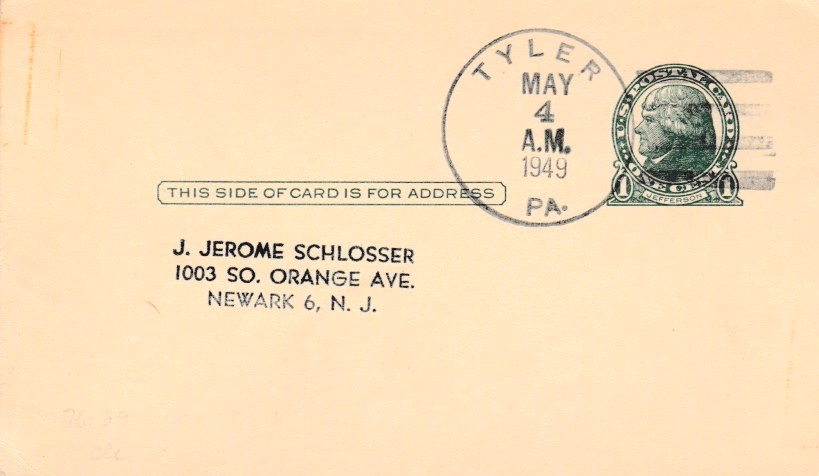 TYLER
MAY
4
A.M.
1949
PA.
U.S. POSTAL CARD
ONE CENT
1 1
JEFFERSON
THIS SIDE OF CARD IS FOR ADDRESS
J. JEROME SCHLOSSER
1003 SO. ORANGE AVE.
NEWARK 6, N. J.